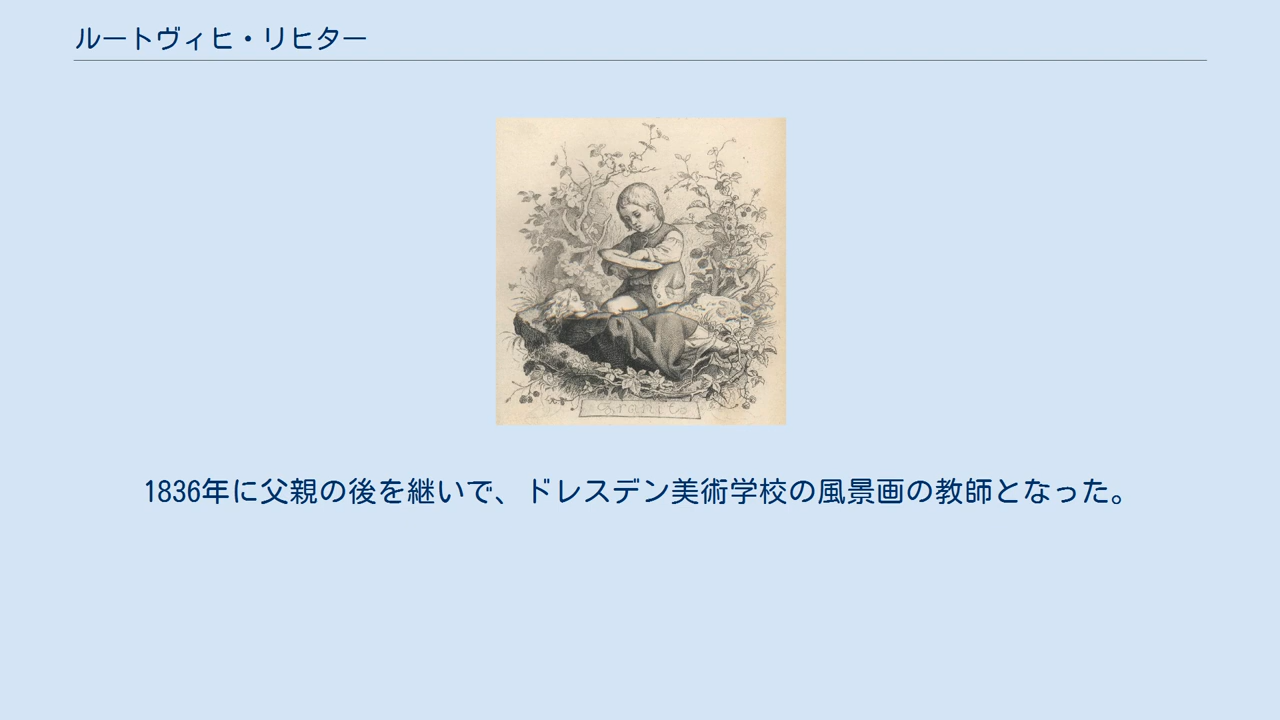 ルートヴィヒ・リヒター
1836年に父親の後を継いで、ドレスデン美術学校の風景画の教師となった。